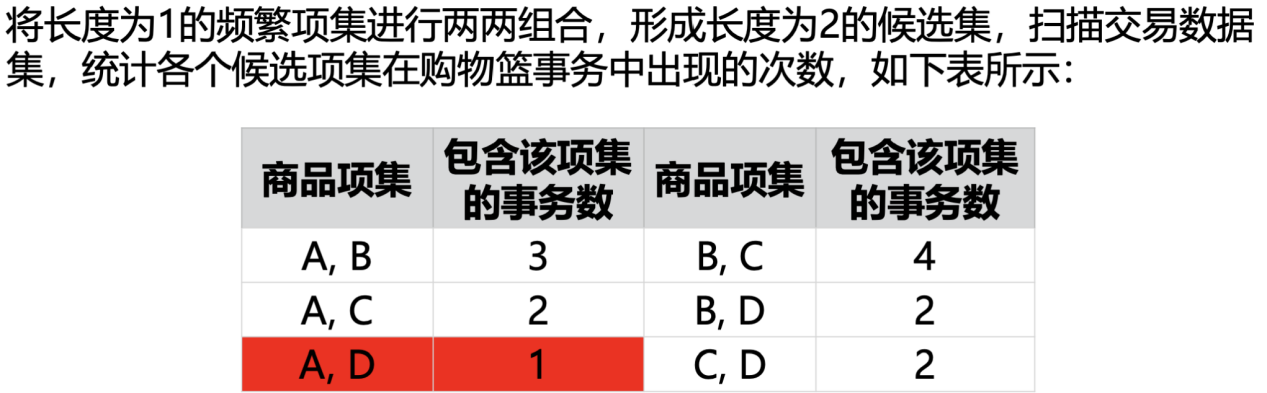 将长度为1的频繁项集进行两两组合，形成长度为2的候选集，扫描交易数据
集，统计各个候选项集在购物篮事务中出现的次数，如下表所示：
商品项集 包含该项集的事务数 商品项集 包含该项集的事务数
A, B 3 B, C 4
A, C 2 B, D 2
A, D 1 C, D 2